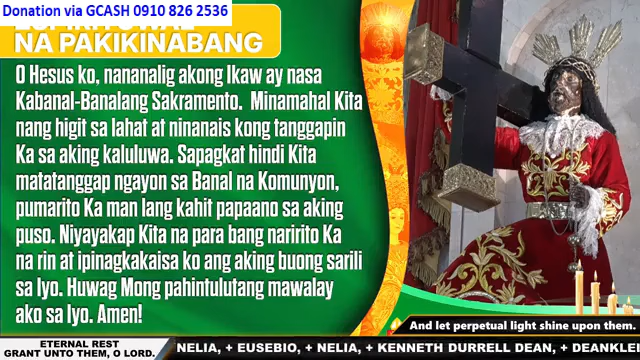 Donation via GCASH 0910 826 2536
NA PAKIKINABANG
O Hesus ko, nananalig akong Ikaw ay nasa
Kabanal-Banalang Sakramento.  Minamahal Kita
nang higit sa lahat at ninanais kong tanggapin
Ka sa aking kaluluwa. Sapagkat hindi Kita
matatanggap ngayon sa Banal na Komunyon,
pumarito Ka man lang kahit papaano sa aking
puso. Niyayakap Kita na para bang naririto Ka
na rin at ipinagkakaisa ko ang aking buong sarili
sa Iyo. Huwag Mong pahintulutang mawalay
ako sa Iyo. Amen!
And let perpetual light shine upon them.
ETERNAL REST
GRANT UNTO THEM, O LORD.
NELIA, + EUSEBIO, + NELIA, + KENNETH DURRELL DEAN, + DEANKLE